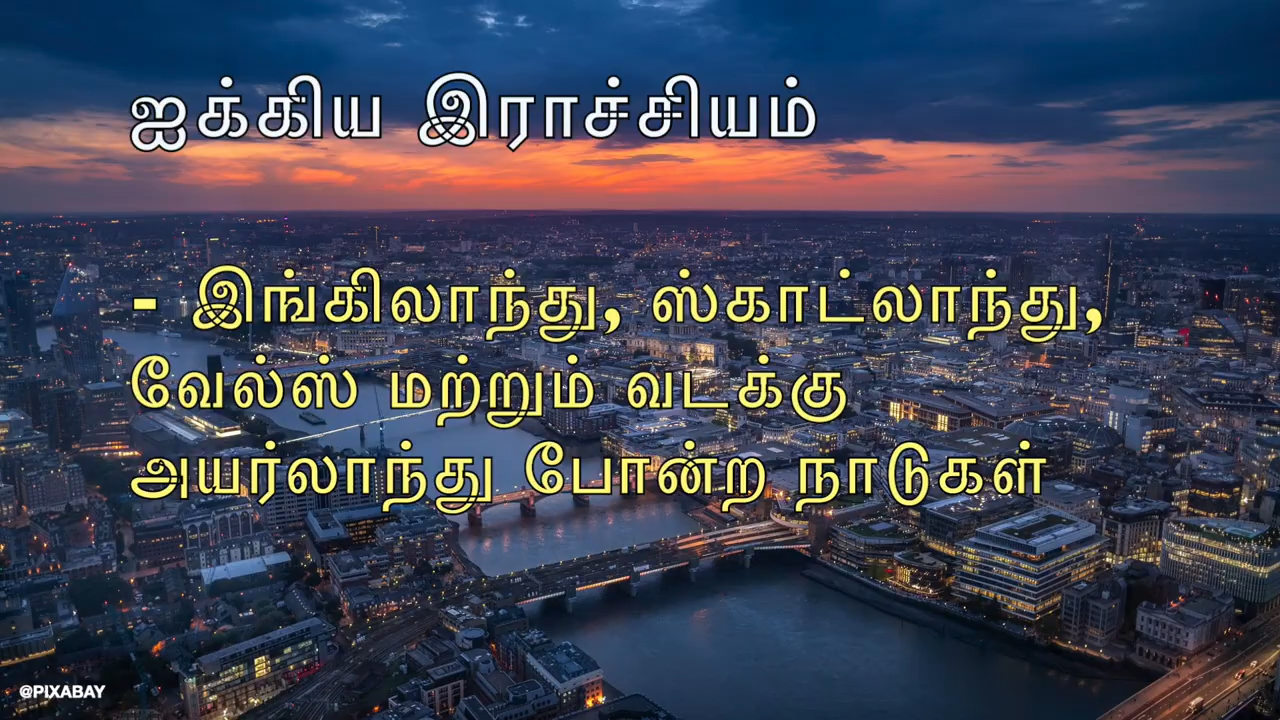 ஐக்கிய இராச்சியம்
- இங்கிலாந்து, ஸ்காட்லாந்து,
வேல்ஸ் மற்றும் வடக்கு
அயர்லாந்து போன்ற நாடுகள்
@PIXABAY